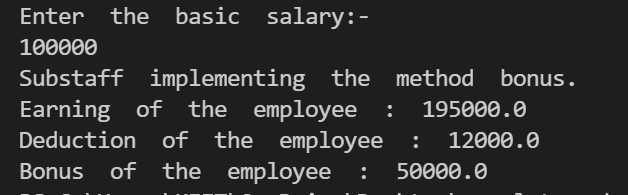 Enter the basic salary:-
100000
Substaff implementing the method bonus.
Earning of the employee : 195000.0
Deduction of the employee : 12000.0
Bonus of the employee : 50000.0